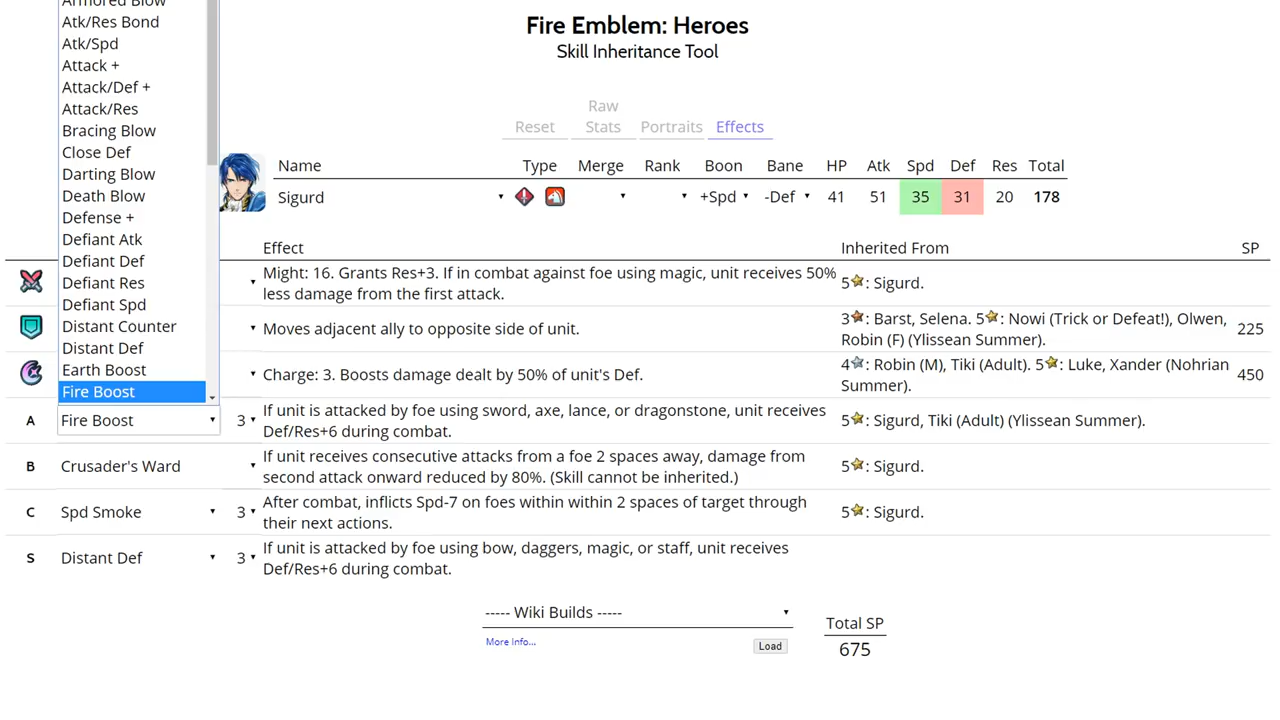 Fire Emblem: Heroes
Skill Inheritance Tool
Reset
Raw
Stats
Portraits
Effects
Name Type Merge Rank Boon Bane HP Atk Spd Def Res Total
Sigurd +Spd -Def 41 51 35 31 20 178
Effect Inherited From SP
Armored Blow
Atk/Res Bond
Atk/Spd
Attack +
Attack/Def +
Attack/Res
Bracing Blow
Close Def
Darting Blow
Death Blow
Defense +
Defiant Atk
Defiant Def
Defiant Res
Defiant Spd
Distant Counter
Distant Def
Earth Boost
Fire Boost
Might: 16. Grants Res+3. If in combat against foe using magic, unit receives 50%
less damage from the first attack.
5 : Sigurd.
Moves adjacent ally to opposite side of unit.
3 : Barst, Selena. 5 : Nowi (Trick or Defeat!), Olwen,
Robin (F) (Ylissean Summer).
225
Charge: 3. Boosts damage dealt by 50% of unit's Def.
4 : Robin (M), Tiki (Adult). 5 : Luke, Xander (Nohrian
Summer).
450
A Fire Boost 3
If unit is attacked by foe using sword, axe, lance, or dragonstone, unit receives
Def/Res+6 during combat.
5 : Sigurd, Tiki (Adult) (Ylissean Summer).
B Crusader's Ward
If unit receives consecutive attacks from a foe 2 spaces away, damage from
second attack onward reduced by 80%. (Skill cannot be inherited.)
5 : Sigurd.
C Spd Smoke 3
After combat, inflicts Spd-7 on foes within within 2 spaces of target through
their next actions.
5 : Sigurd.
S Distant Def 3
If unit is attacked by foe using bow, daggers, magic, or staff, unit receives
Def/Res+6 during combat.
----- Wiki Builds -----
More Info...
Load
Total SP
675